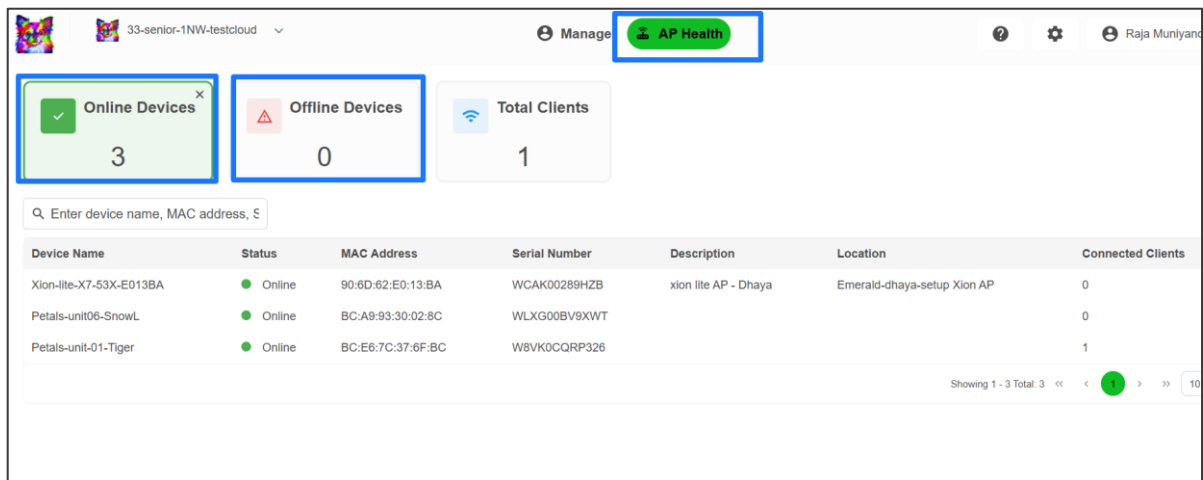 33-senior-1NW-testcloud
Manage
AP Health
Raja Muniyand
Online Devices
3
Offline Devices
0
Total Clients
1
Enter device name, MAC address, S
Device Name Status MAC Address Serial Number Description Location Connected Clients
Xion-lite-X7-53X-E013BA Online 90:6D:62:E0:13:BA WCAK00289HZB xion lite AP - Dhaya Emerald-dhaya-setup Xion AP 0
Petals-unit06-SnowL Online BC:A9:93:30:02:8C WLXG00BV9XWT 0
Petals-unit-01-Tiger Online BC:E6:7C:37:6F:BC W8VK0CQRP326 1
Showing 1 - 3 Total: 3 « ‹ 1 › » 10